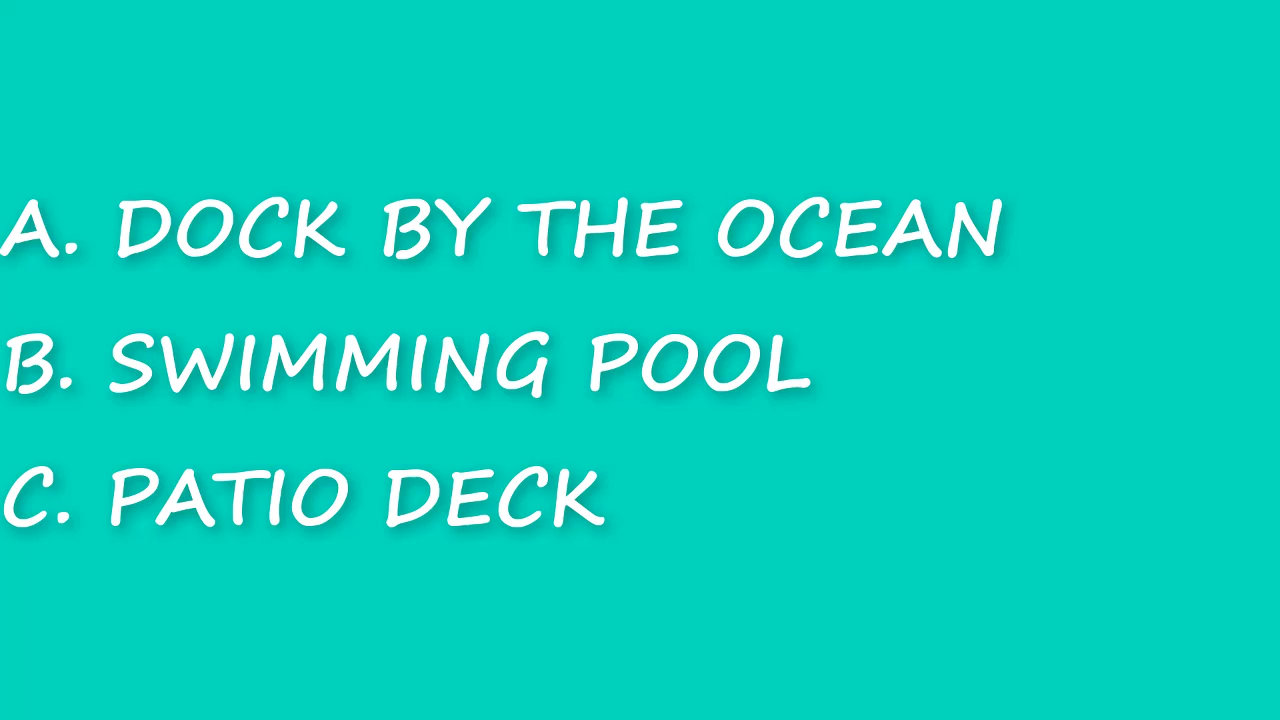 A. DOCK BY THE OCEAN
B. SWIMMING POOL
C. PATIO DECK